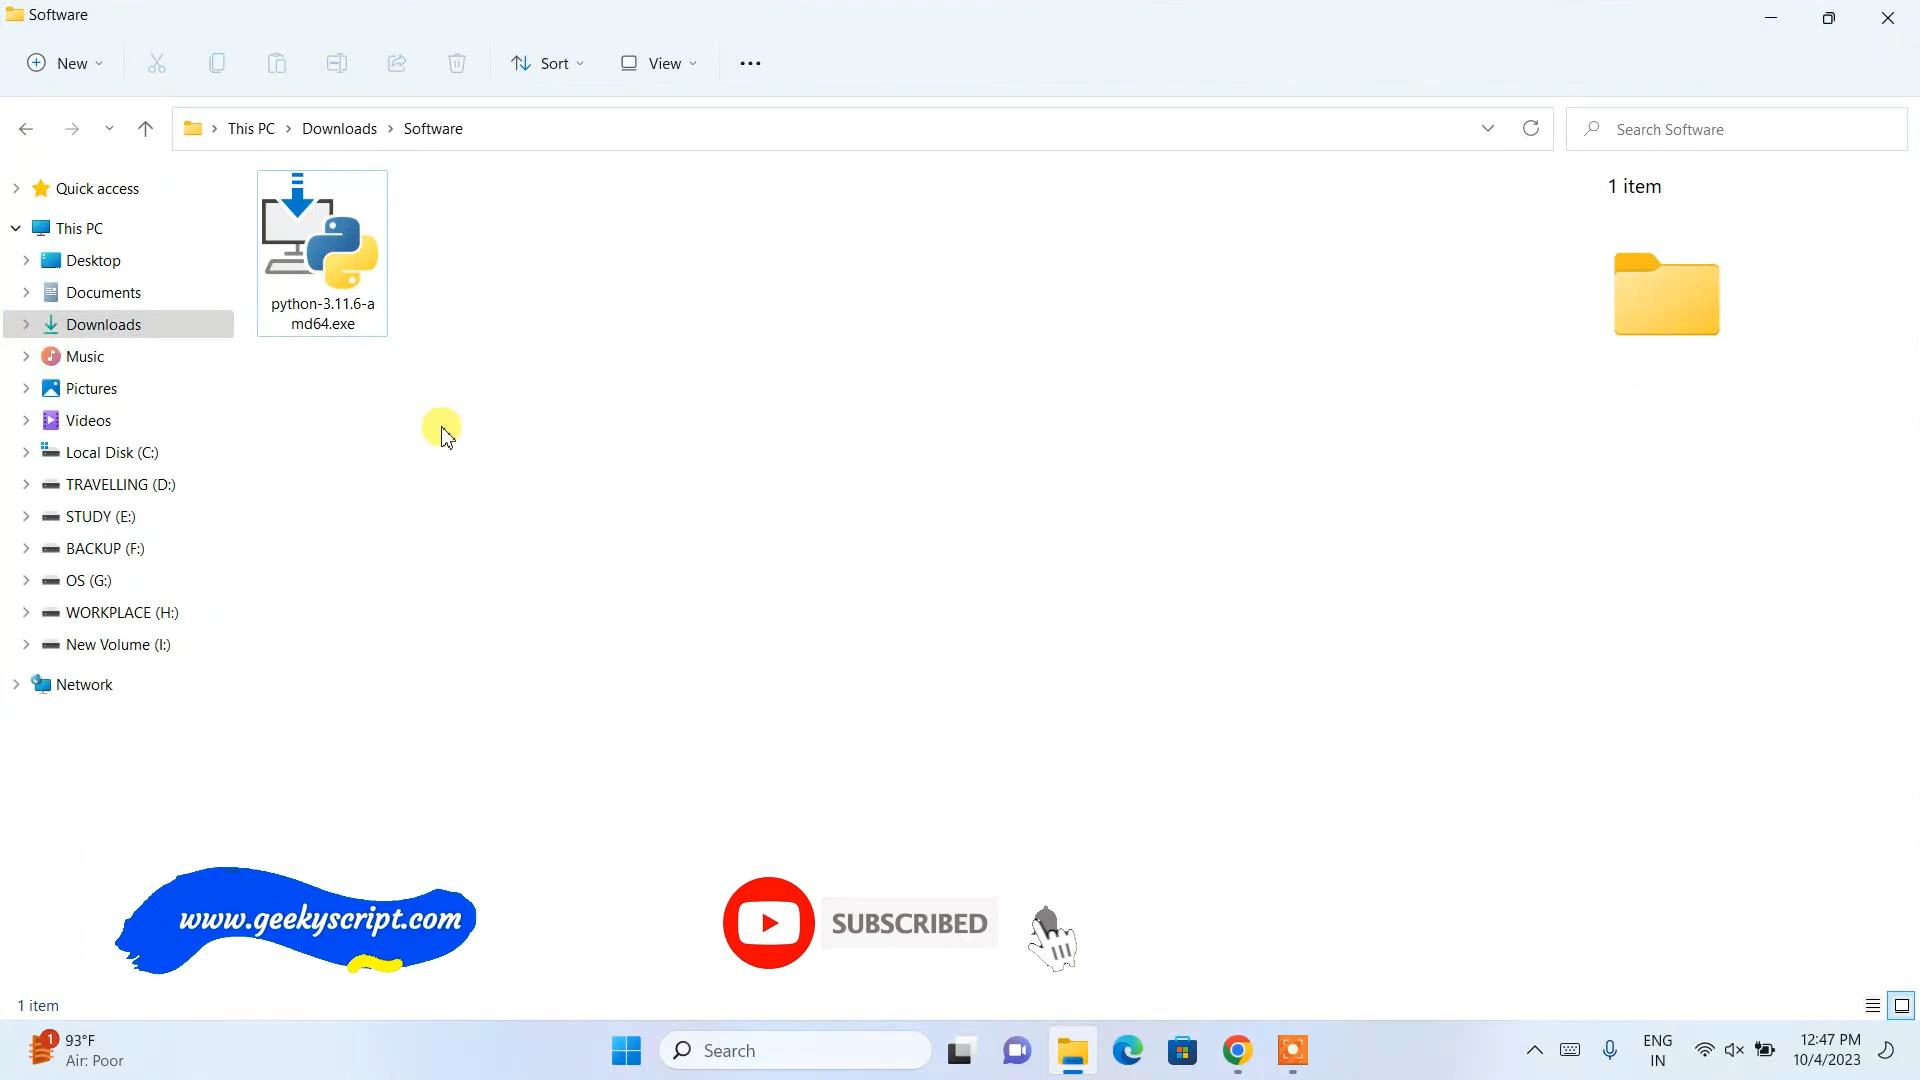 Software
New
Sort
View
This PC
Downloads
Software
Search Software
Quick access
This PC
Desktop
Documents
Downloads
Music
Pictures
Videos
Local Disk (C:)
TRAVELLING (D:)
STUDY (E:)
BACKUP (F:)
OS (G:)
WORKPLACE (H:)
New Volume (I:)
Network
python-3.11.6-a
md64.exe
1 item
www.geekyscript.com
SUBSCRIBED
1 item
1
93°F
Air: Poor
Search
ENG
IN
12:47 PM
10/4/2023